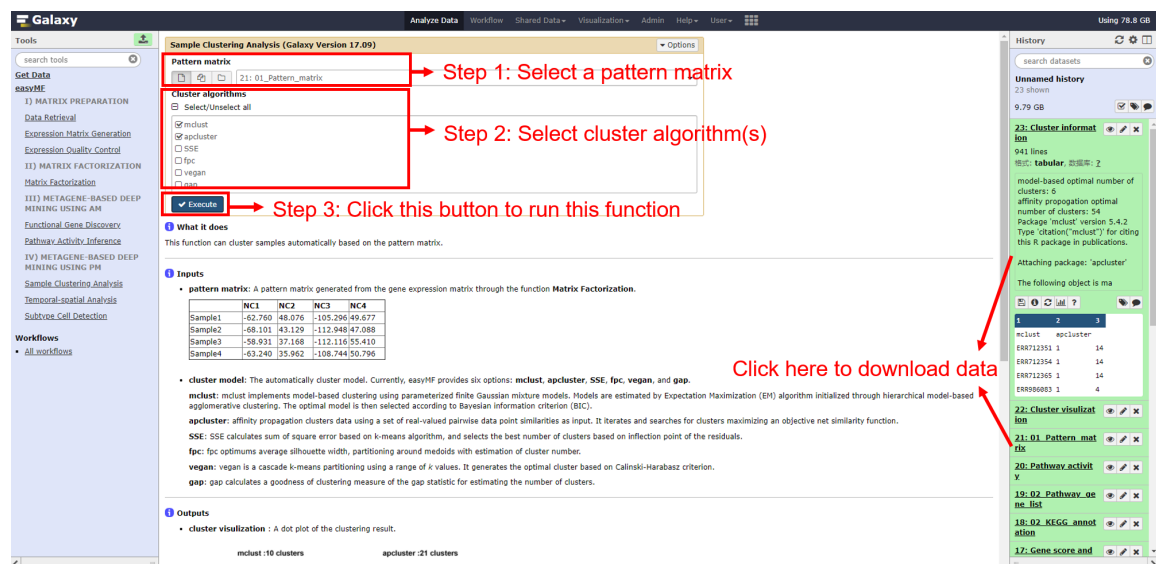 Galaxy
Analyze Data Workflow Shared Data Visualization Admin Help User
Using 78.8 GB
Tools
search tools
Get Data
easyMF
I) MATRIX PREPARATION
Data Retrieval
Expression Matrix Generation
Expression Quality Control
II) MATRIX FACTORIZATION
Matrix Factorization
III) METAGENE-BASED DEEP
MINING USING AM
Functional Gene Discovery
Pathway Activity Inference
IV) METAGENE-BASED DEEP
MINING USING PM
Sample Clustering Analysis
Temporal-spatial Analysis
Subtype Cell Detection
Workflows
All workflows
Sample Clustering Analysis (Galaxy Version 17.09)
Options
Pattern matrix
21: 01_Pattern_matrix
Step 1: Select a pattern matrix
Cluster algorithms
Select/Unselect all
mclust
apcluster
SSE
fpc
vegan
gap
Step 2: Select cluster algorithm(s)
Execute
Step 3: Click this button to run this function
What it does
This function can cluster samples automatically based on the pattern matrix.
Inputs
• pattern matrix: A pattern matrix generated from the gene expression matrix through the function Matrix Factorization.
NC1 NC2 NC3 NC4
Sample1 -62.760 48.076 -105.296 49.677
Sample2 -68.101 43.129 -112.948 47.088
Sample3 -58.931 37.168 -112.116 55.410
Sample4 -63.240 35.962 -108.744 50.796
Click here to download data
• cluster model: The automatically cluster model. Currently, easyMF provides six options: mclust, apcluster, SSE, fpc, vegan, and gap.
mclust: mclust implements model-based clustering using parameterized finite Gaussian mixture models. Models are estimated by Expectation Maximization (EM) algorithm initialized through hierarchical model-based
agglomerative clustering. The optimal model is then selected according to Bayesian information criterion (BIC).
apcluster: affinity propagation clusters data using a set of real-valued pairwise data point similarities as input. It iterates and searches for clusters maximizing an objective net similarity function.
SSE: SSE calculates sum of square error based on k-means algorithm, and selects the best number of clusters based on inflection point of the residuals.
fpc: fpc optimums average silhouette width, partitioning around medoids with estimation of cluster number.
vegan: vegan is a cascade k-means partitioning using a range of k values. It generates the optimal cluster based on Calinski-Harabasz criterion.
gap: gap calculates a goodness of clustering measure of the gap statistic for estimating the number of clusters.
Outputs
• cluster visulization : A dot plot of the clustering result.
mclust :10 clusters apcluster :21 clusters
History
search datasets
Unnamed history
23 shown
9.79 GB
23: Cluster informat
ion
941 lines
格式: tabular, 数据库: ?
model-based optimal number of
clusters: 6
affinity propogation optimal
number of clusters: 54
Package 'mclust' version 5.4.2
Type 'citation("mclust")' for citing
this R package in publications.
Attaching package: 'apcluster'
The following object is ma
1 2 3
mclust apcluster
ERR712351 1 14
ERR712354 1 14
ERR712365 1 14
ERR986083 1 4
22: Cluster visulizat
ion
21: 01 Pattern mat
rix
20: Pathway activit
y
19: 02 Pathway ge
ne list
18: 02 KEGG annot
ation
17: Gene score and